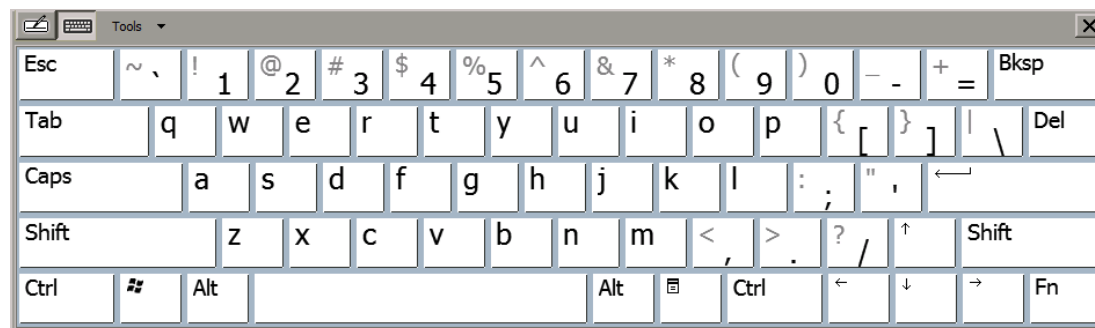 Tools
Esc ~ ` ! 1 @ 2 # 3 $ 4 % 5 ^ 6 & 7 * 8 ( 9 ) 0 _ - + = Bksp
Tab q w e r t y u i o p { [ } ] | \ Del
Caps a s d f g h j k l : ; " ' ←
Shift z x c v b n m < , > . ? / ↑ Shift
Ctrl Alt Alt Ctrl ← ↓ → Fn